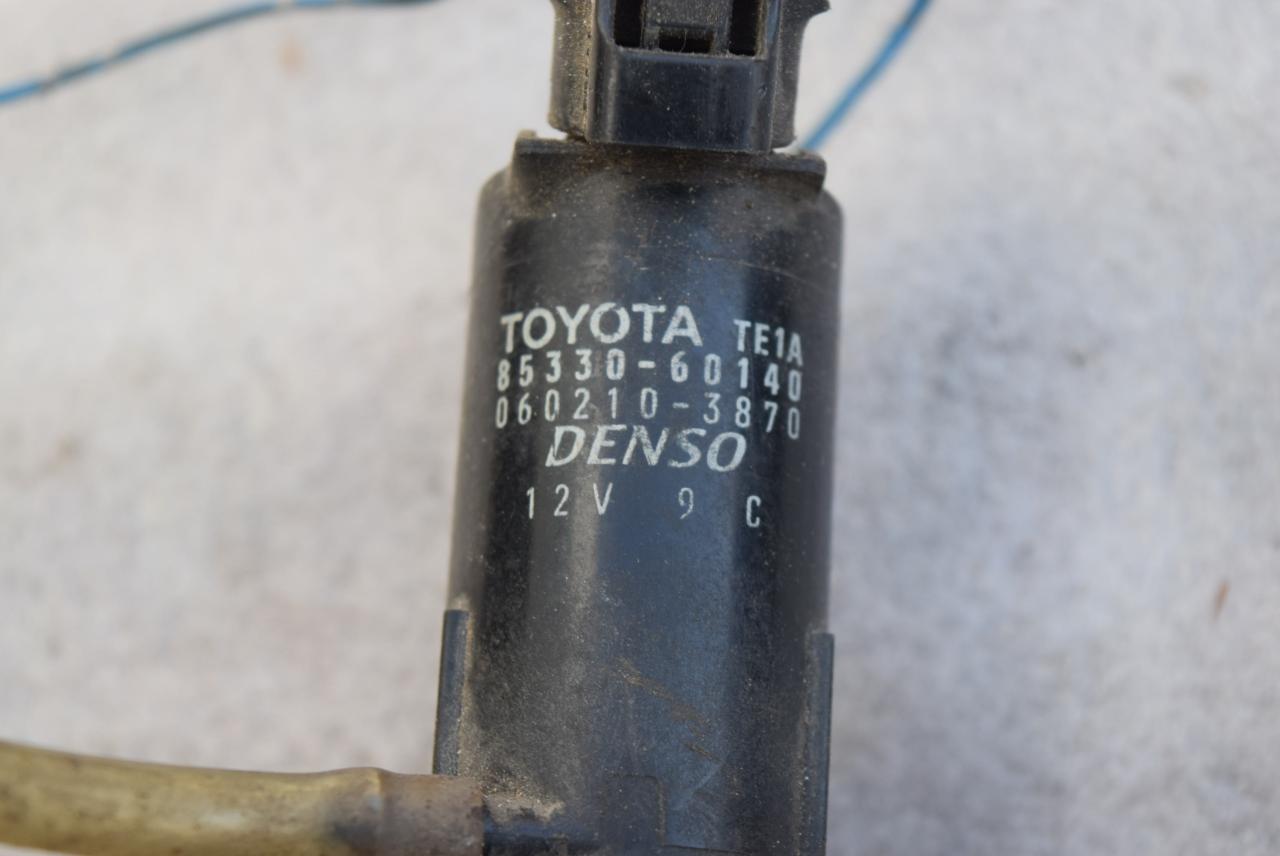 TOYOTA TE1A
85330-60140
060210-3870
DENSO
12V 9 C